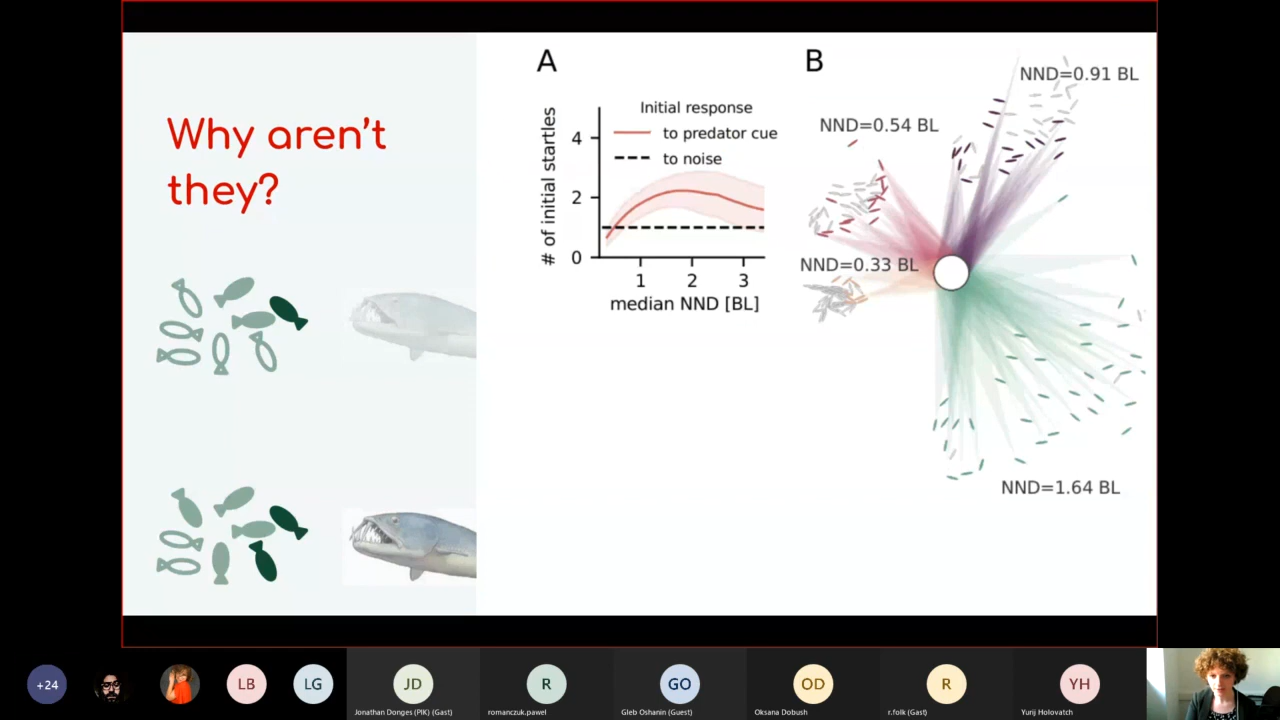 Why aren't
they?
A
# of initial startles
4
2
0
Initial response
to predator cue
to noise
1
2
3
median NND [BL]
B
NND=0.91 BL
NND=0.54 BL
NND=0.33 BL
NND=1.64 BL
+24
LB
LG
JD
Jonathan Donges (PIK) (Gast)
R
romanczuk.pawel
GO
Gleb Oshanin (Guest)
OD
Oksana Dobush
R
r.folk (Gast)
YH
Yurij Holovatch